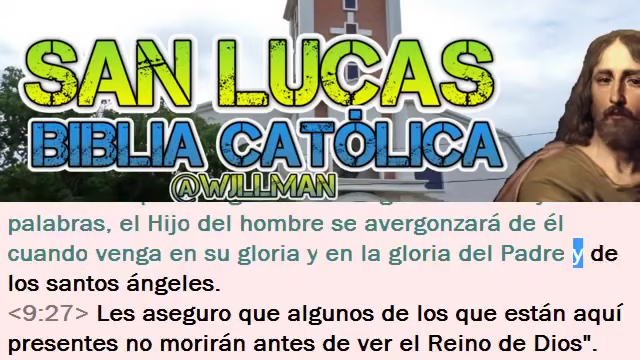 SAN LUCAS
BIBLIA CATÓLICA
@WILLMAN
palabras, el Hijo del hombre se avergonzará de él
cuando venga en su gloria y en la gloria del Padre y de
los santos ángeles.
<9:27> Les aseguro que algunos de los que están aquí
presentes no morirán antes de ver el Reino de Dios".